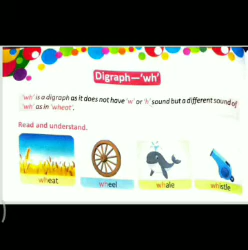 Digraph—'wh'
'wh' is a digraph as it does not have 'w' or 'h' sound but a different sound of
'wh' as in 'wheat'.
Read and understand.
wheat
wheel
whale
whistle